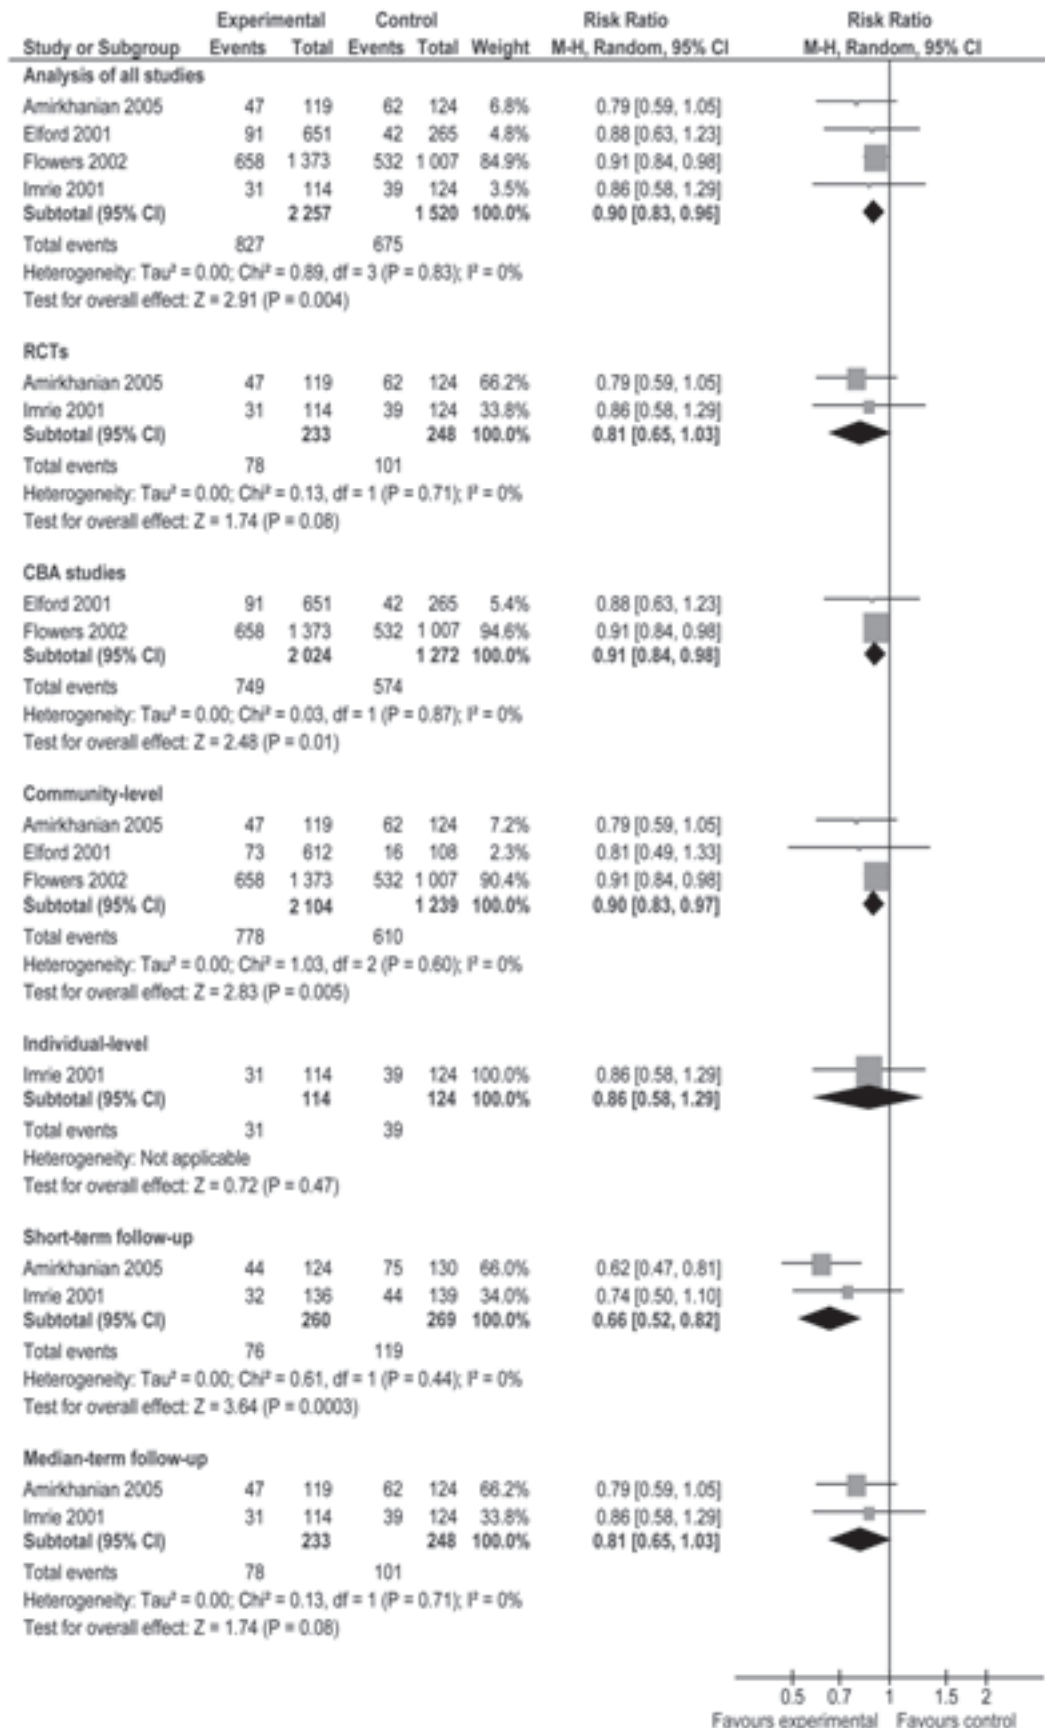 Experimental Control Risk Ratio Risk Ratio
Study or Subgroup Events Total Events Total Weight M-H, Random, 95% CI M-H, Random, 95% CI
Analysis of all studies
Amirkhanian 2005 47 119 62 124 6.8% 0.79 [0.59, 1.05]
Elford 2001 91 651 42 265 4.8% 0.88 [0.63, 1.23]
Flowers 2002 658 1 373 532 1 007 84.9% 0.91 [0.84, 0.98]
Imrie 2001 31 114 39 124 3.5% 0.86 [0.58, 1.29]
Subtotal (95% CI) 2 257 1 520 100.0% 0.90 [0.83, 0.96]
Total events 827 675
Heterogeneity: Tau² = 0.00; Chi² = 0.89, df = 3 (P = 0.83); I² = 0%
Test for overall effect: Z = 2.91 (P = 0.004)
RCTs
Amirkhanian 2005 47 119 62 124 66.2% 0.79 [0.59, 1.05]
Imrie 2001 31 114 39 124 33.8% 0.86 [0.58, 1.29]
Subtotal (95% CI) 233 248 100.0% 0.81 [0.65, 1.03]
Total events 78 101
Heterogeneity: Tau² = 0.00; Chi² = 0.13, df = 1 (P = 0.71); I² = 0%
Test for overall effect: Z = 1.74 (P = 0.08)
CBA studies
Elford 2001 91 651 42 265 5.4% 0.88 [0.63, 1.23]
Flowers 2002 658 1 373 532 1 007 94.6% 0.91 [0.84, 0.98]
Subtotal (95% CI) 2 024 1 272 100.0% 0.91 [0.84, 0.98]
Total events 749 574
Heterogeneity: Tau² = 0.00; Chi² = 0.03, df = 1 (P = 0.87); I² = 0%
Test for overall effect: Z = 2.48 (P = 0.01)
Community-level
Amirkhanian 2005 47 119 62 124 7.2% 0.79 [0.59, 1.05]
Elford 2001 73 612 16 108 2.3% 0.81 [0.49, 1.33]
Flowers 2002 658 1 373 532 1 007 90.4% 0.91 [0.84, 0.98]
Subtotal (95% CI) 2 104 1 239 100.0% 0.90 [0.83, 0.97]
Total events 778 610
Heterogeneity: Tau² = 0.00; Chi² = 1.03, df = 2 (P = 0.60); I² = 0%
Test for overall effect: Z = 2.83 (P = 0.005)
Individual-level
Imrie 2001 31 114 39 124 100.0% 0.86 [0.58, 1.29]
Subtotal (95% CI) 114 124 100.0% 0.86 [0.58, 1.29]
Total events 31 39
Heterogeneity: Not applicable
Test for overall effect: Z = 0.72 (P = 0.47)
Short-term follow-up
Amirkhanian 2005 44 124 75 130 66.0% 0.62 [0.47, 0.81]
Imrie 2001 32 136 44 139 34.0% 0.74 [0.50, 1.10]
Subtotal (95% CI) 260 269 100.0% 0.66 [0.52, 0.82]
Total events 76 119
Heterogeneity: Tau² = 0.00; Chi² = 0.61, df = 1 (P = 0.44); I² = 0%
Test for overall effect: Z = 3.64 (P = 0.0003)
Median-term follow-up
Amirkhanian 2005 47 119 62 124 66.2% 0.79 [0.59, 1.05]
Imrie 2001 31 114 39 124 33.8% 0.86 [0.58, 1.29]
Subtotal (95% CI) 233 248 100.0% 0.81 [0.65, 1.03]
Total events 78 101
Heterogeneity: Tau² = 0.00; Chi² = 0.13, df = 1 (P = 0.71); I² = 0%
Test for overall effect: Z = 1.74 (P = 0.08)
0.5 0.7 1 1.5 2
Favours experimental Favours control